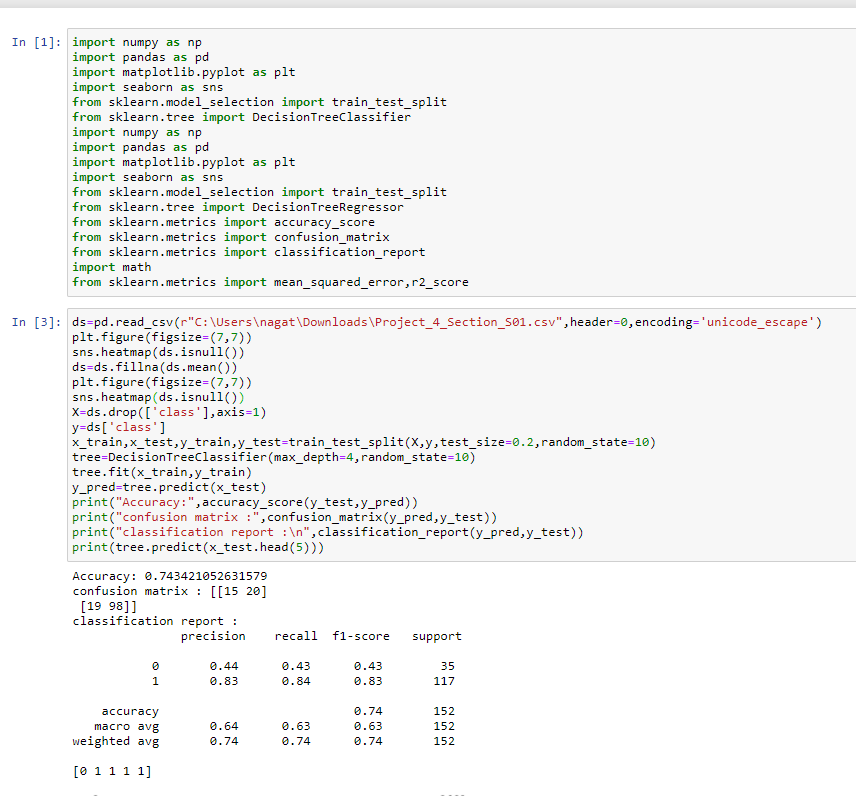 In [1]: import numpy as np
import pandas as pd
import matplotlib.pyplot as plt
import seaborn as sns
from sklearn.model_selection import train_test_split
from sklearn.tree import DecisionTreeClassifier
import numpy as np
import pandas as pd
import matplotlib.pyplot as plt
import seaborn as sns
from sklearn.model_selection import train_test_split
from sklearn.tree import DecisionTreeRegressor
from sklearn.metrics import accuracy_score
from sklearn.metrics import confusion_matrix
from sklearn.metrics import classification_report
import math
from sklearn.metrics import mean_squared_error,r2_score
In [3]: ds=pd.read_csv(r"C:\Users\nagat\Downloads\Project_4_Section_S01.csv",header=0,encoding='unicode_escape')
plt.figure(figsize=(7,7))
sns.heatmap(ds.isnull())
ds=ds.fillna(ds.mean())
plt.figure(figsize=(7,7))
sns.heatmap(ds.isnull())
X=ds.drop(['class'],axis=1)
y=ds['class']
x_train,x_test,y_train,y_test=train_test_split(X,y,test_size=0.2,random_state=10)
tree=DecisionTreeClassifier(max_depth=4,random_state=10)
tree.fit(x_train,y_train)
y_pred=tree.predict(x_test)
print("Accuracy:",accuracy_score(y_test,y_pred))
print("confusion matrix :",confusion_matrix(y_pred,y_test))
print("classification report :\n",classification_report(y_pred,y_test))
print(tree.predict(x_test.head(5)))
Accuracy: 0.743421052631579
confusion matrix : [[15 20]
[19 98]]
classification report :
precision recall f1-score support
0 0.44 0.43 0.43 35
1 0.83 0.84 0.83 117
accuracy 0.74 152
macro avg 0.64 0.63 0.63 152
weighted avg 0.74 0.74 0.74 152
[0 1 1 1 1]